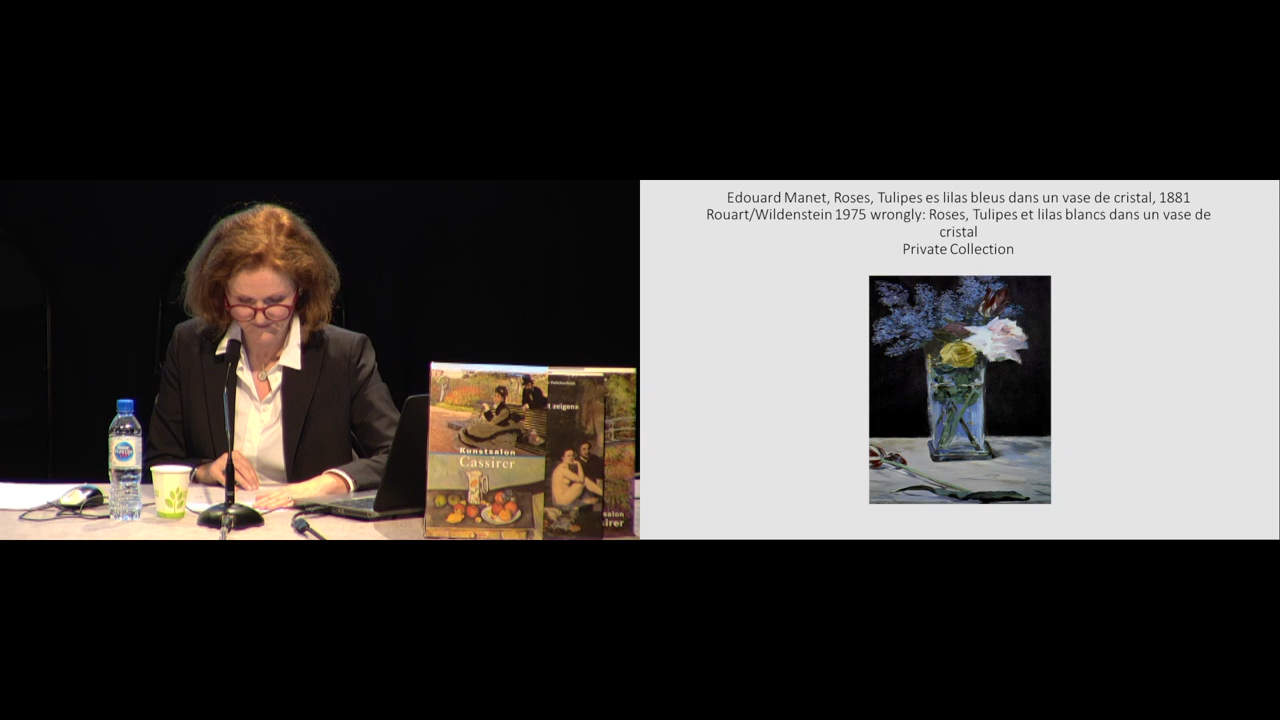 Edouard Manet, Roses, Tulipes es lilas bleus dans un vase de cristal, 1881
Rouart/Wildenstein 1975 wrongly: Roses, Tulipes et lilas blancs dans un vase de
cristal
Private Collection
Kunstsalon
Cassirer
zeigens